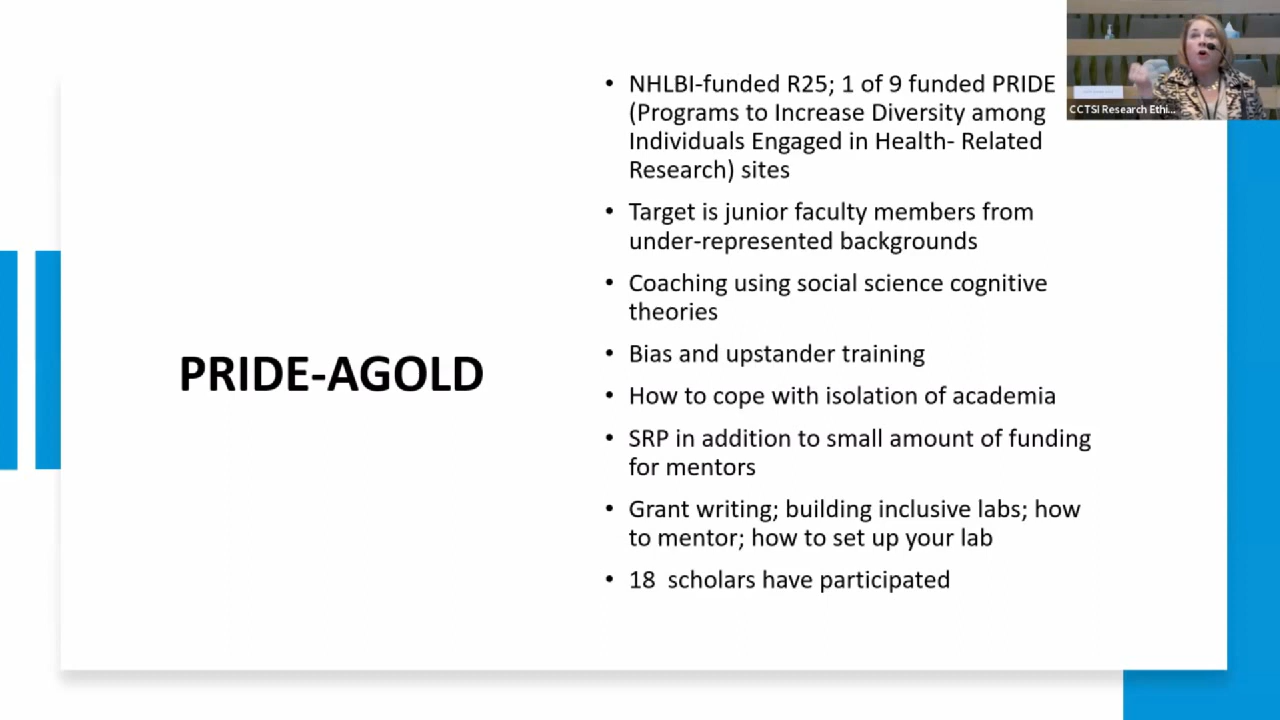 PRIDE-AGOLD
• NHLBI-funded R25; 1 of 9 funded PRIDE
(Programs to Increase Diversity among
Individuals Engaged in Health- Related
Research) sites
• Target is junior faculty members from
under-represented backgrounds
• Coaching using social science cognitive
theories
• Bias and upstander training
• How to cope with isolation of academia
• SRP in addition to small amount of funding
for mentors
• Grant writing; building inclusive labs; how
to mentor; how to set up your lab
• 18  scholars have participated
CCTSI Research Ethi...